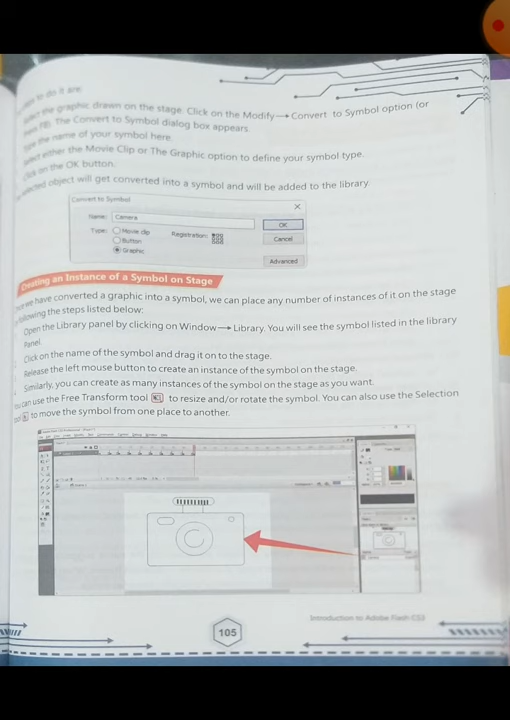 steps to do it are:
the graphic drawn on the stage. Click on the Modify→Convert to Symbol option (or
F8). The Convert to Symbol dialog box appears.
the name of your symbol here.
either the Movie Clip or The Graphic option to define your symbol type.
Click on the OK button.
selected object will get converted into a symbol and will be added to the library.
Convert to Symbol
Name: Camera
OK
Type: Movie clip
Registration:
Button
Cancel
Graphic
Advanced
Creating an Instance of a Symbol on Stage
we have converted a graphic into a symbol, we can place any number of instances of it on the stage
following the steps listed below:
Open the Library panel by clicking on Window→Library. You will see the symbol listed in the library
Panel.
Click on the name of the symbol and drag it on to the stage.
Release the left mouse button to create an instance of the symbol on the stage.
Similarly, you can create as many instances of the symbol on the stage as you want.
You can use the Free Transform tool to resize and/or rotate the symbol. You can also use the Selection
tool to move the symbol from one place to another.
Introduction to Adobe Flash CS3
105